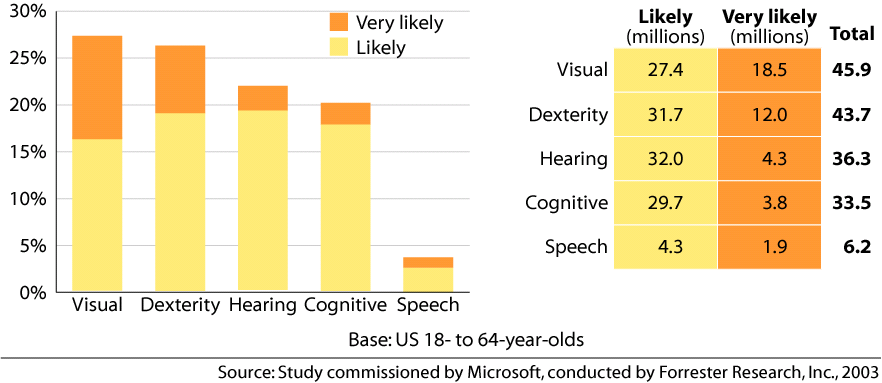 30%
25%
20%
15%
10%
5%
0%
Very likely
Likely
Visual Dexterity Hearing Cognitive Speech
Likely Very likely
(millions) (millions) Total
Visual 27.4 18.5 45.9
Dexterity 31.7 12.0 43.7
Hearing 32.0 4.3 36.3
Cognitive 29.7 3.8 33.5
Speech 4.3 1.9 6.2
Base: US 18- to 64-year-olds
Source: Study commissioned by Microsoft, conducted by Forrester Research, Inc., 2003